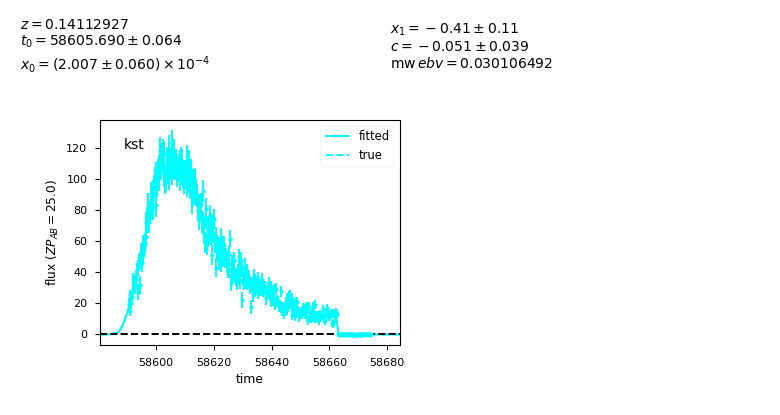 z = 0.14112927
t₀ = 58605.690 ± 0.064
x₀ = (2.007 ± 0.060) × 10⁻⁴
x₁ = −0.41 ± 0.11
c = −0.051 ± 0.039
mw ebv = 0.030106492
kst
fitted
true
120
100
80
60
40
20
0
flux (ZP_AB = 25.0)
58600 58620 58640 58660 58680
time